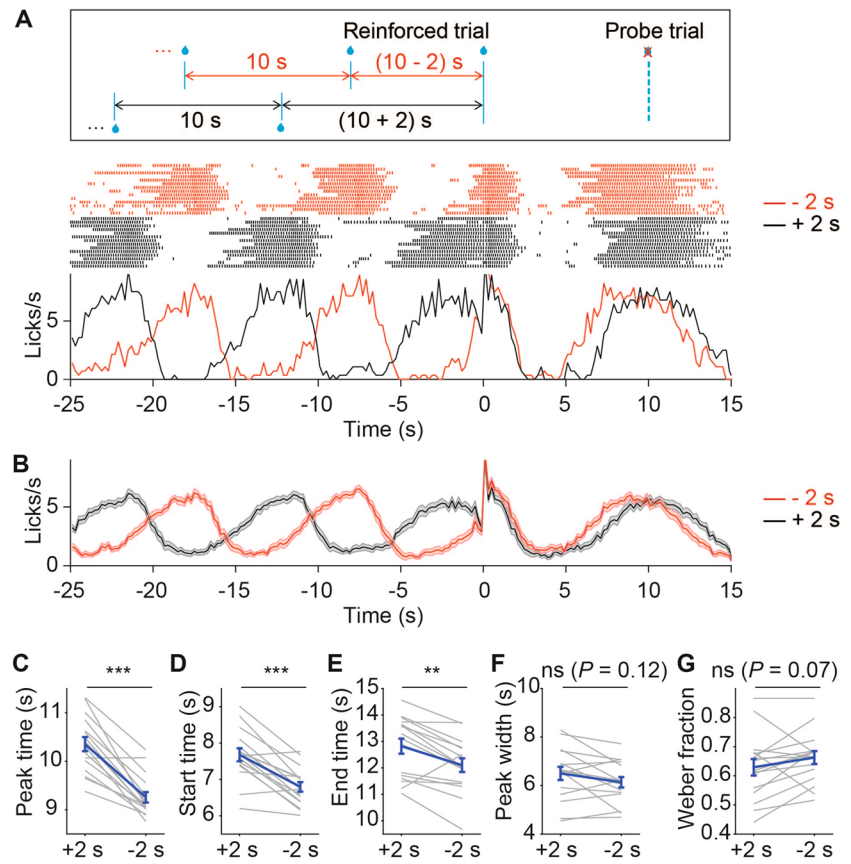 A
Reinforced trial Probe trial
... 10 s (10 - 2) s
10 s (10 + 2) s
...
- 2 s
+ 2 s
Licks/s
5
0
-25 -20 -15 -10 -5 0 5 10 15
Time (s)
B
Licks/s
5
0
- 2 s
+ 2 s
-25 -20 -15 -10 -5 0 5 10 15
Time (s)
C *** D *** E ** F ns (P = 0.12) G ns (P = 0.07)
Peak time (s)
11
10
9
+2 s -2 s
Start time (s)
9
8
7
6
+2 s -2 s
End time (s)
15
14
13
12
11
10
+2 s -2 s
Peak width (s)
10
8
6
4
+2 s -2 s
Weber fraction
0.8
0.7
0.6
0.5
0.4
+2 s -2 s